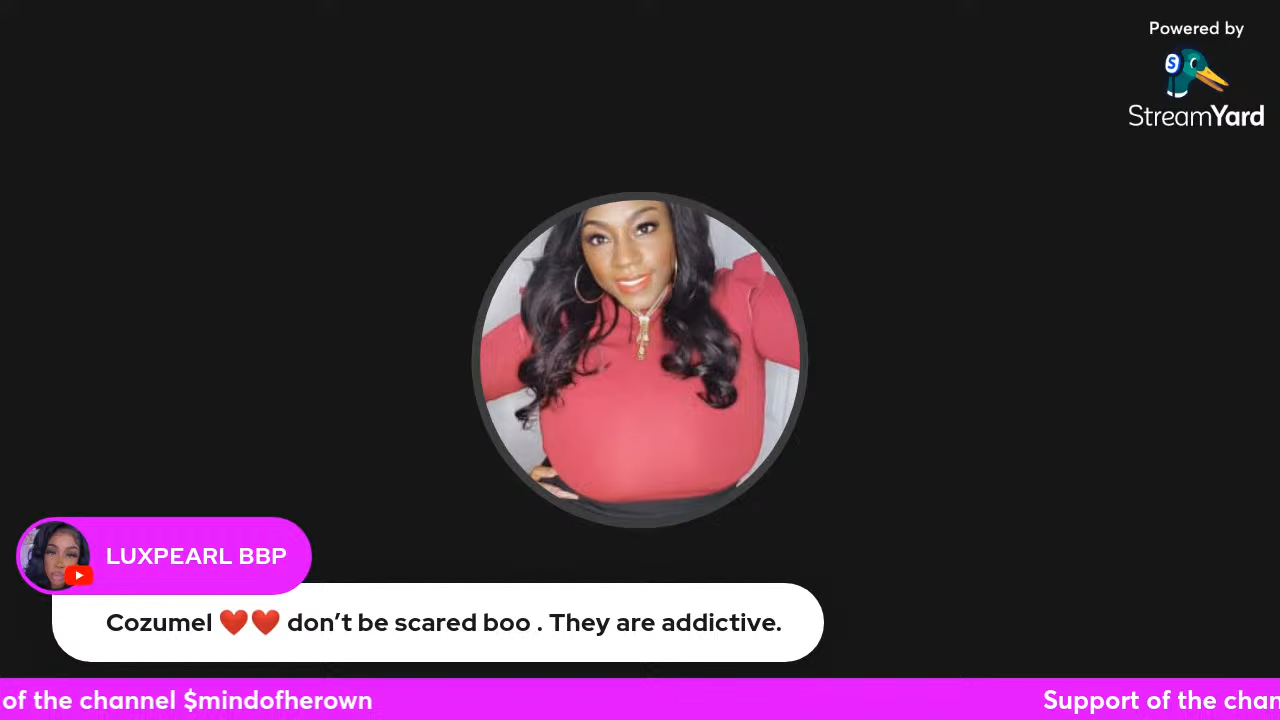 Powered by
StreamYard
LUXPEARL BBP
Cozumel ❤️❤️ don’t be scared boo . They are addictive.
of the channel $mindofherown
Support of the chan